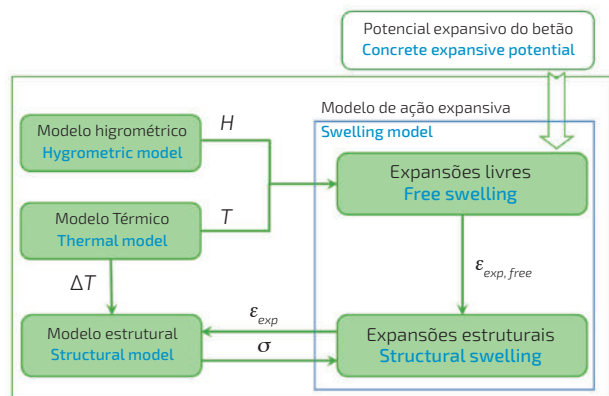 Potencial expansivo do betão
Concrete expansive potential
Modelo de ação expansiva
Swelling model
Modelo higrométrico
Hygrometric model
H
Expansões livres
Free swelling
Modelo Térmico
Thermal model
T
ΔT
ε exp, free
Modelo estrutural
Structural model
ε exp
σ
Expansões estruturais
Structural swelling